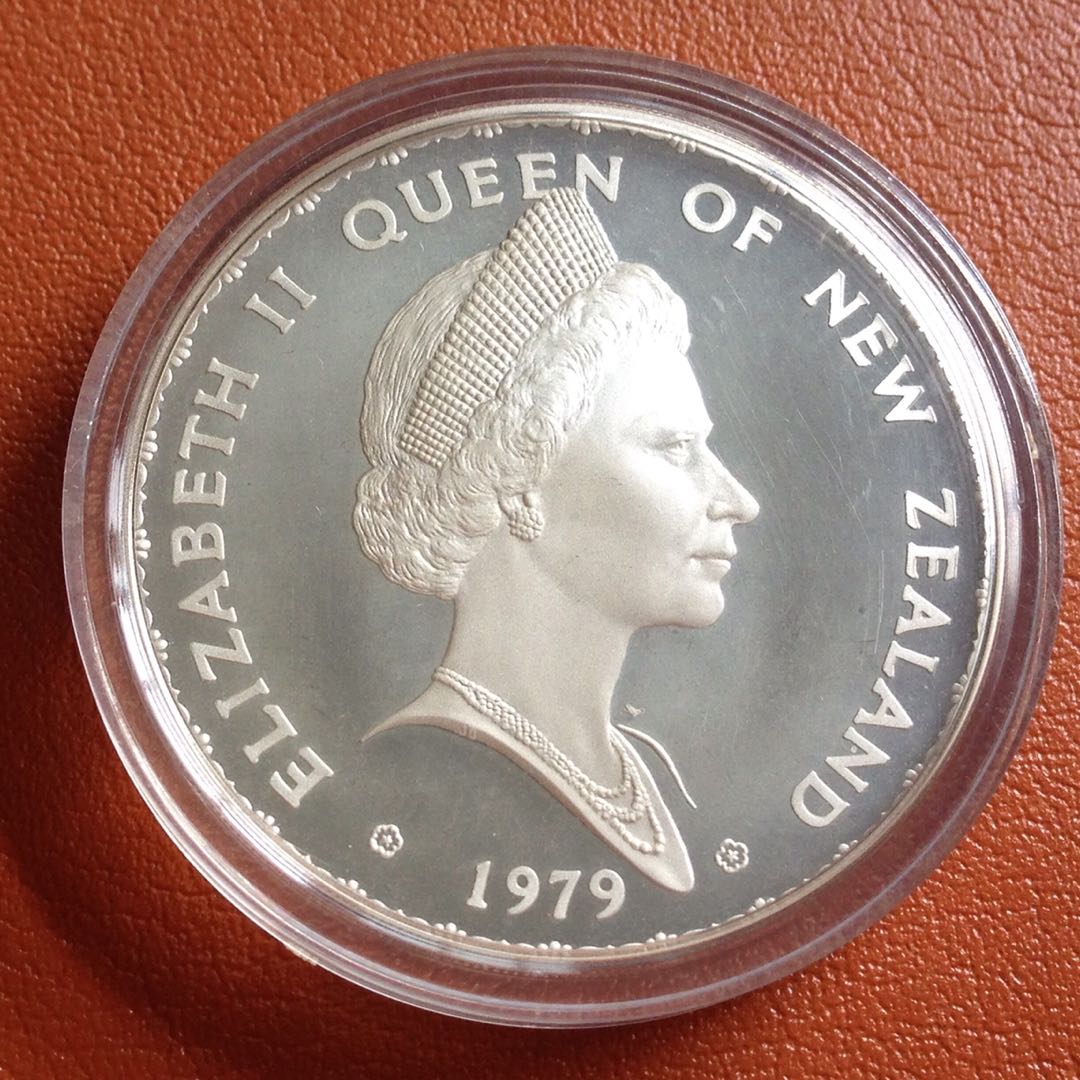 ELIZABETH II QUEEN OF NEW ZEALAND
1979